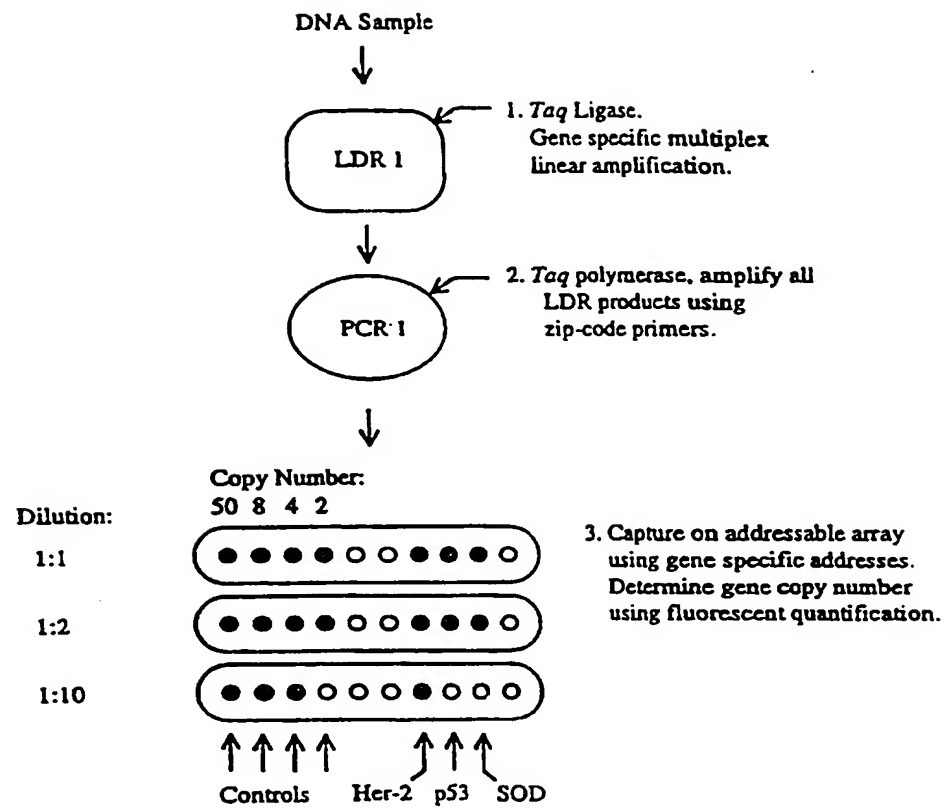 DNA Sample
1. Taq Ligase.
Gene specific multiplex
linear amplification.
LDR 1
2. Taq polymerase, amplify all
LDR products using
zip-code primers.
PCR 1
Copy Number:
50 8 4 2
Dilution:
1:1
1:2
1:10
3. Capture on addressable array
using gene specific addresses.
Determine gene copy number
using fluorescent quantification.
Controls Her-2 p53 SOD